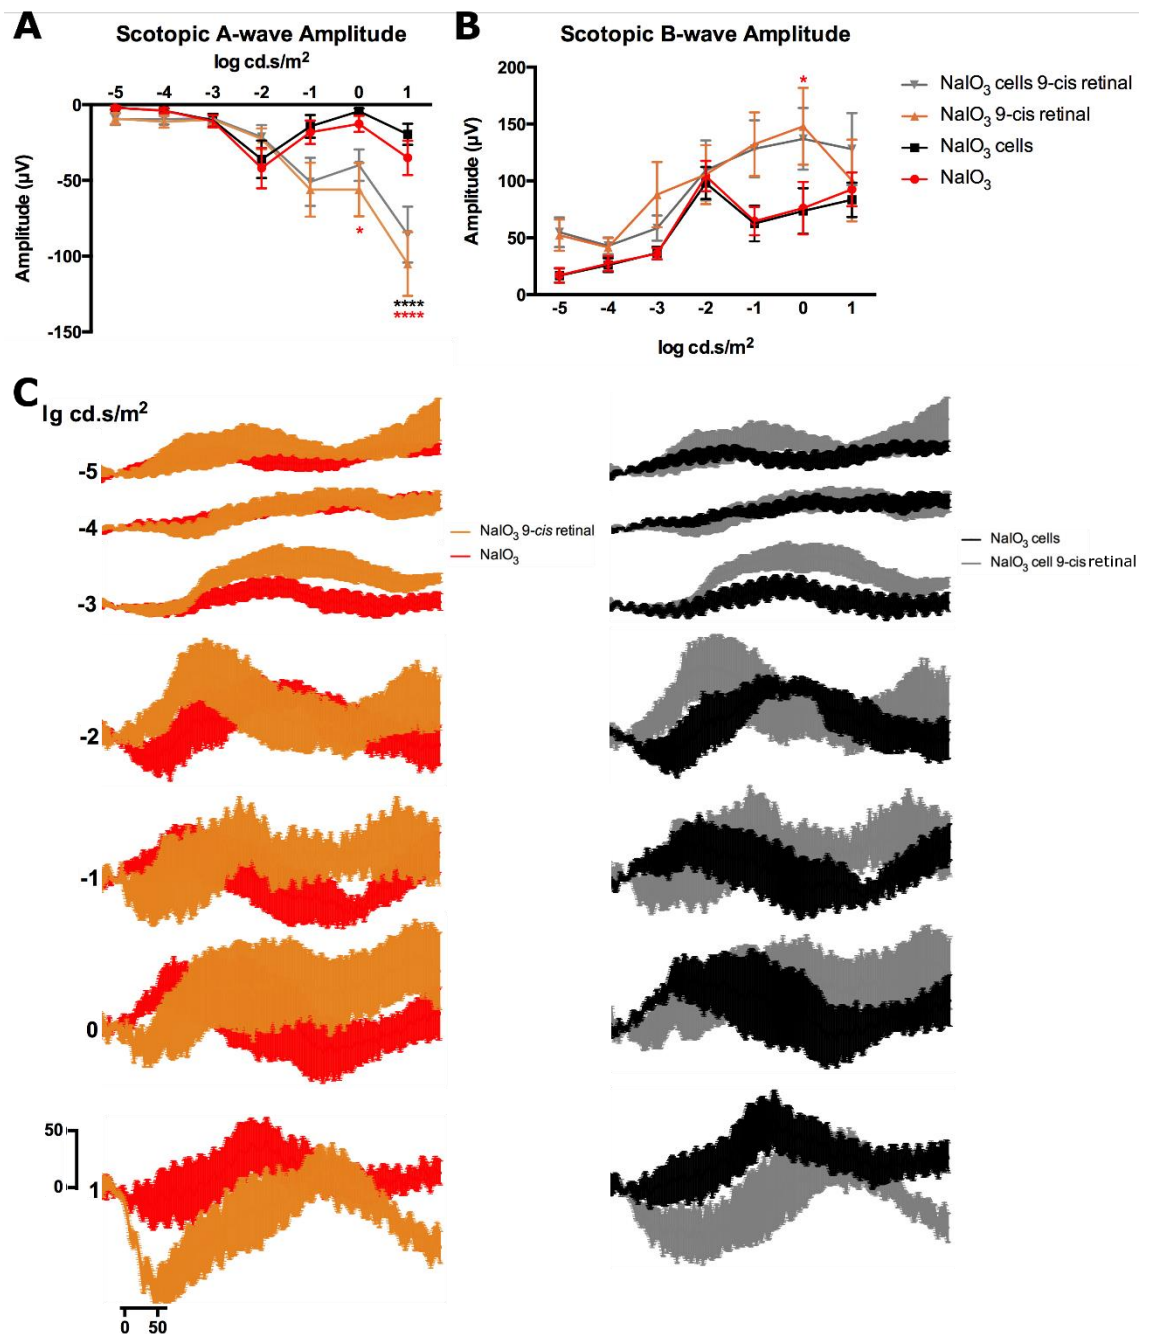 A
Scotopic A-wave Amplitude
log cd.s/m2
-5 -4 -3 -2 -1 0 1
0
-50
-100
-150
Amplitude (µV)
*
****
****
B
Scotopic B-wave Amplitude
200
150
100
50
0
Amplitude (µV)
*
-5 -4 -3 -2 -1 0 1
log cd.s/m2
NaIO3 cells 9-cis retinal
NaIO3 9-cis retinal
NaIO3 cells
NaIO3
C
lg cd.s/m2
-5
-4
-3
-2
-1
0
1
50
0
0 50
NaIO3 9-cis retinal
NaIO3
NaIO3 cells
NaIO3 cell 9-cis retinal